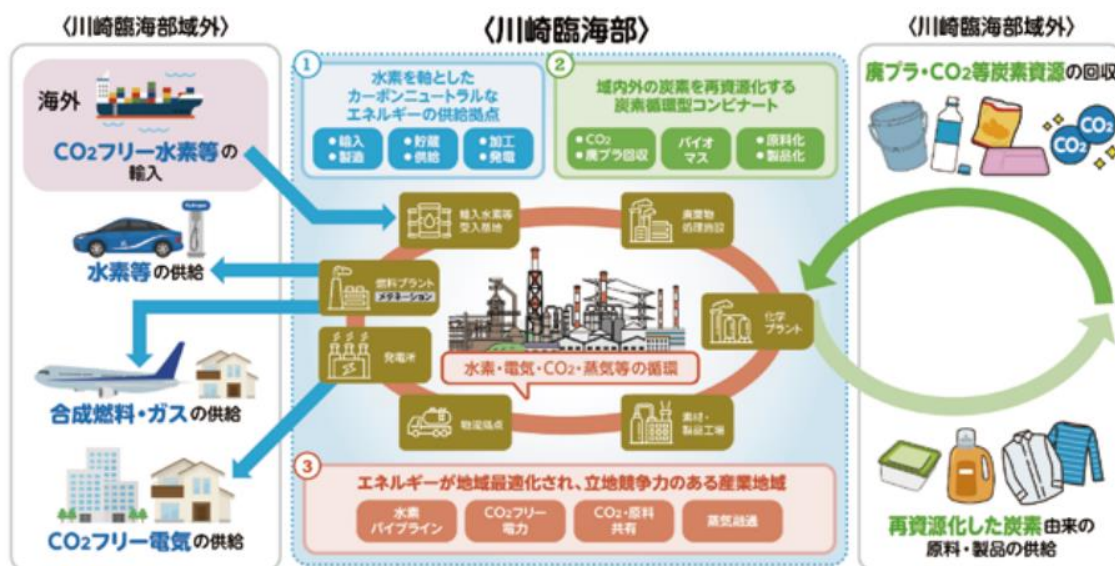 〈川崎臨海部域外〉
海外
CO2フリー水素等の
輸入
水素等の供給
合成燃料・ガスの供給
CO2フリー電気の供給
〈川崎臨海部〉
1
水素を軸とした
カーボンニュートラルな
エネルギーの供給拠点
●輸入
●製造
●貯蔵
●供給
●加工
●発電
2
域内外の炭素を再資源化する
炭素循環型コンビナート
●CO2
●廃プラ回収
バイオ
マス
●原料化
●製品化
輸入水素等
受入基地
廃棄物
処理施設
燃料プラント
メタネーション
化学
プラント
発電所
水素・電気・CO2・蒸気等の循環
物流拠点
素材・
製品工場
3
エネルギーが地域最適化され、立地競争力のある産業地域
水素
パイプライン
CO2フリー
電力
CO2・原料
共有
蒸気融通
〈川崎臨海部域外〉
廃プラ・CO2等炭素資源の回収
CO2
CO2
再資源化した炭素由来の
原料・製品の供給